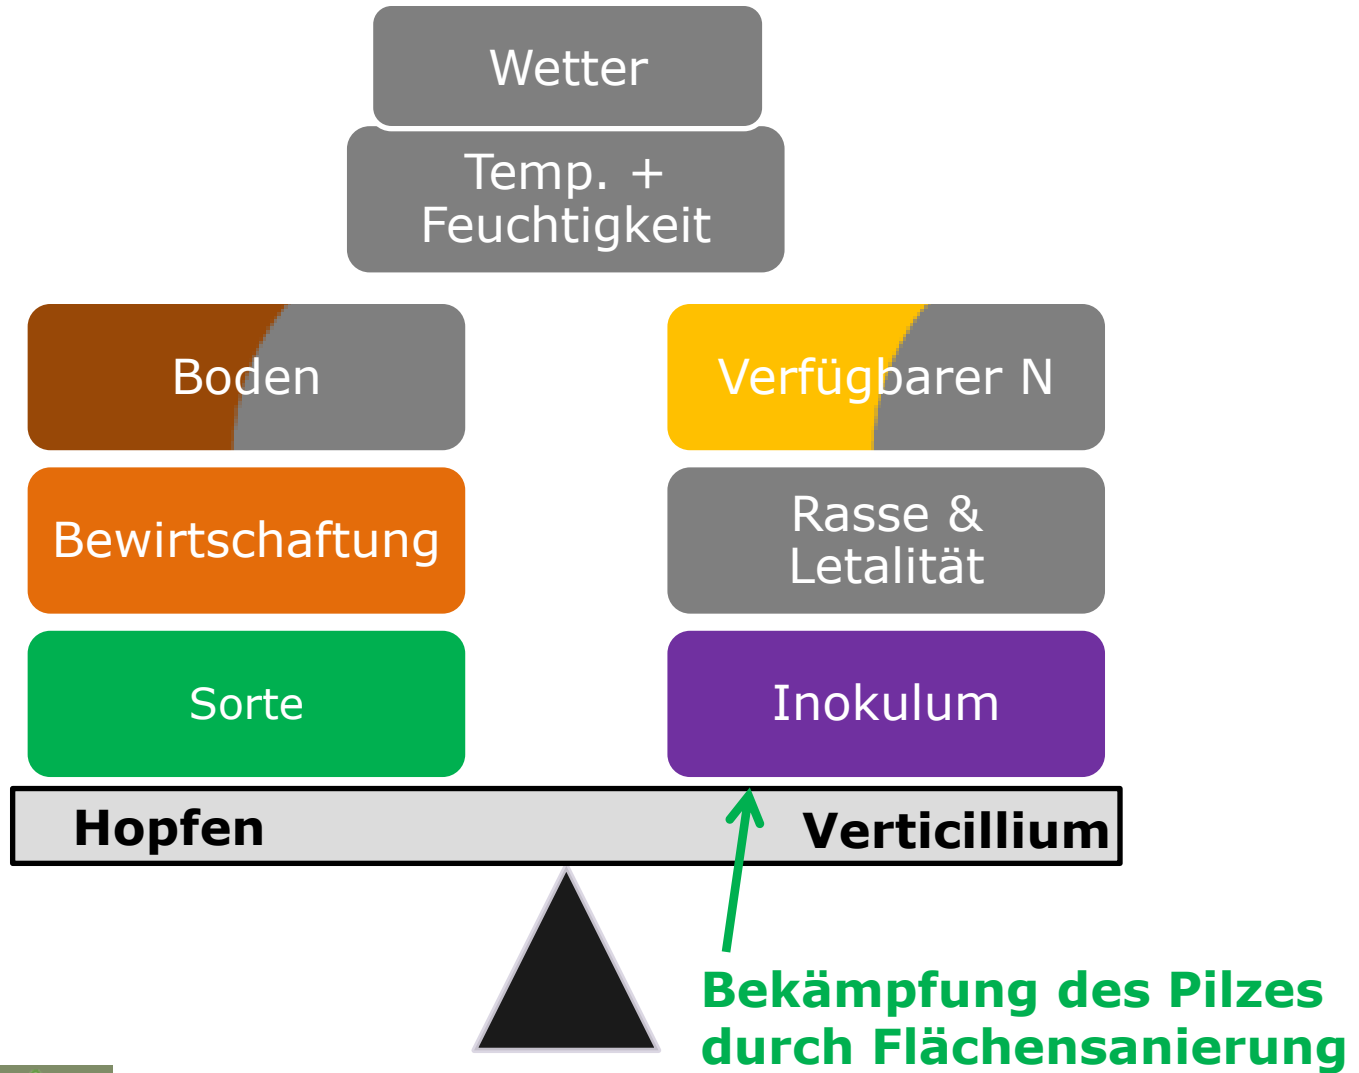 Wetter
Temp. +
Feuchtigkeit
Boden
Verfügbarer N
Bewirtschaftung
Rasse &
Letalität
Sorte
Inokulum
Hopfen
Verticillium
Bekämpfung des Pilzes
durch Flächensanierung